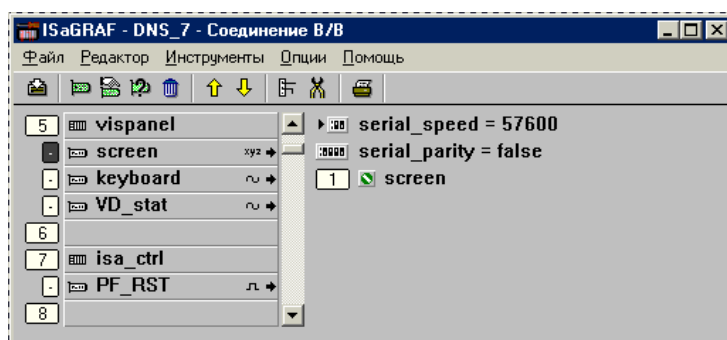 ISaGRAF - DNS_7 - Соединение В/В
Файл Редактор Инструменты Опции Помощь
5 vispanel
screen xyz
keyboard
VD_stat
6
7 isa_ctrl
PF_RST
8
serial_speed = 57600
serial_parity = false
1 screen